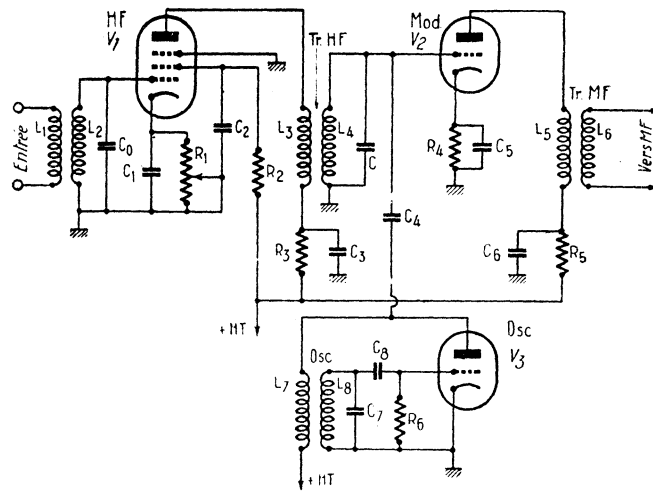 HF
V1
Mod.
V2
Tr. HF
Tr. MF
Entrée
L1
L2
C0
C1
R1
C2
R2
L3
L4
C
R4
C5
L5
L6
Vers MF
R3
C3
C4
C6
R5
+ HT
Osc
V3
Osc
C8
L7
L8
C7
R6
+ HT